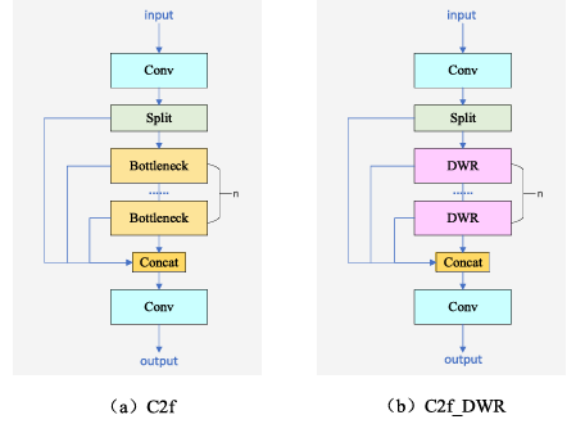 input
Conv
Split
Bottleneck
......
Bottleneck
n
Concat
Conv
output
(a) C2f
input
Conv
Split
DWR
......
DWR
n
Concat
Conv
output
(b) C2f_DWR